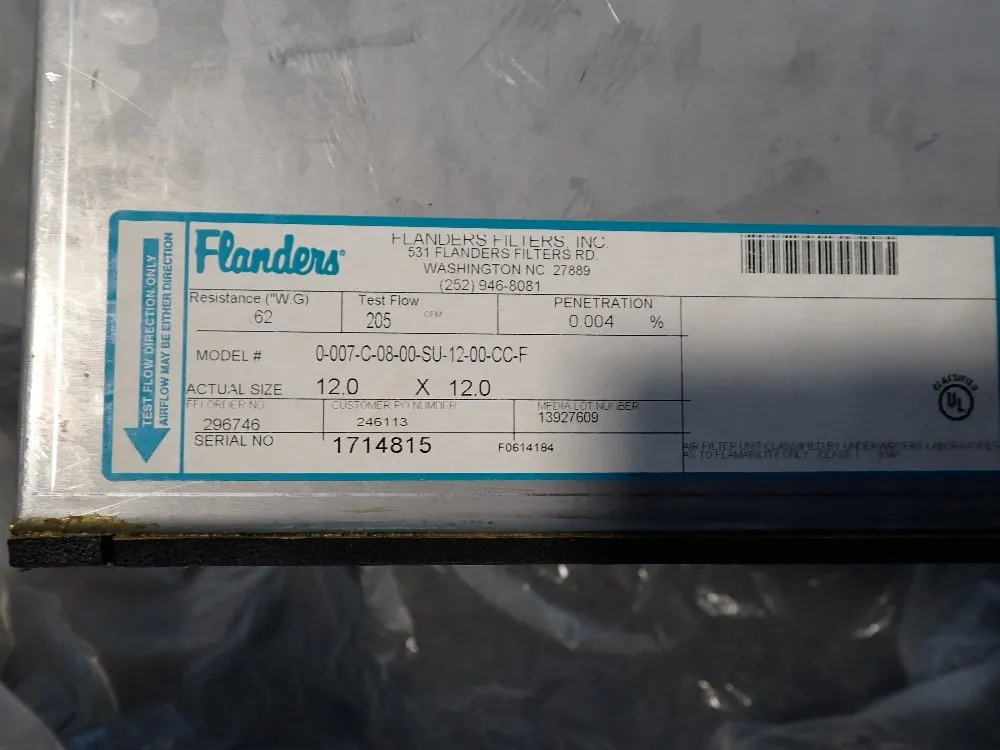 TEST FLOW DIRECTION ONLY
AIRFLOW MAY BE EITHER DIRECTION
Flanders®
FLANDERS FILTERS, INC.
531 FLANDERS FILTERS RD.
WASHINGTON NC 27889
(252) 946-8081
Resistance ("W.G) Test Flow PENETRATION
.62 205 CFM 0.004 %
MODEL # 0-007-C-08-00-SU-12-00-CC-F
ACTUAL SIZE 12.0 X 12.0
FFI ORDER NO CUSTOMER PO NUMBER MEDIA LOT NUMBER
296746 246113 13927609
SERIAL NO 1714815 F0614184
CLASSIFIED
UL
AIR FILTER UNIT CLASSIFIED BY UNDERWRITERS LABORATORIES
AS TO FLAMABILITY ONLY CLASS 1